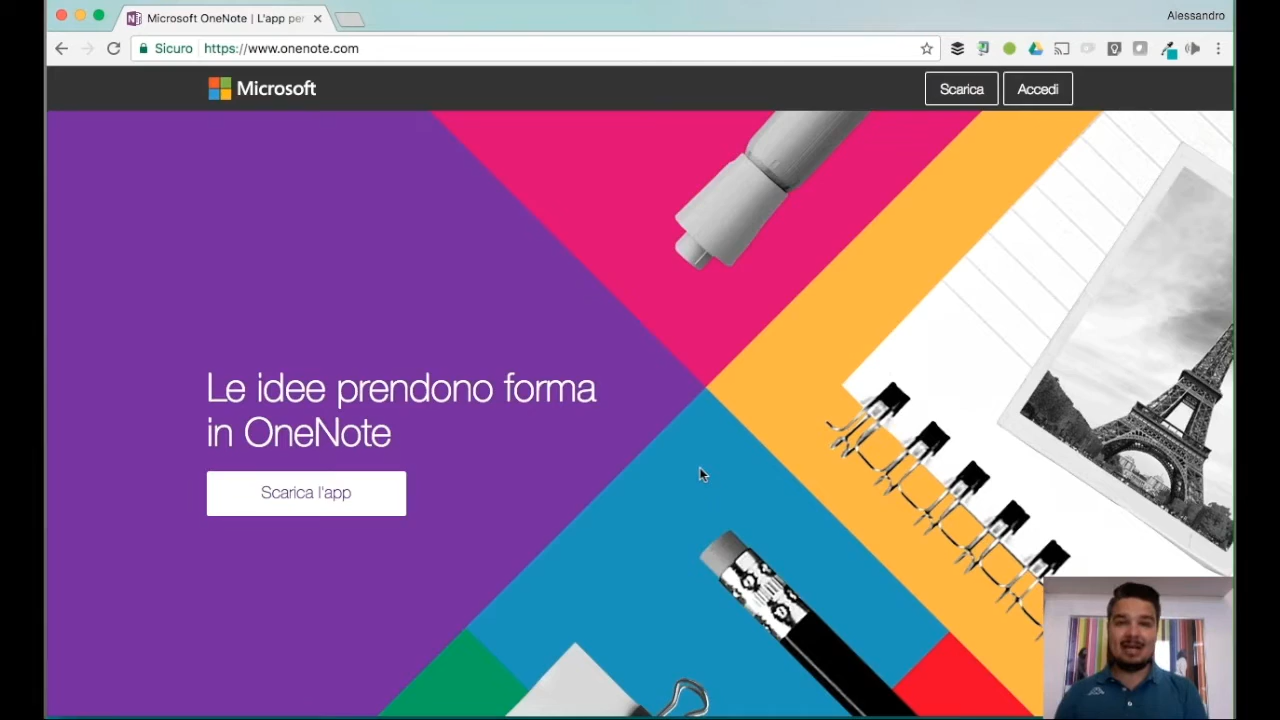 Microsoft OneNote | L'app per
Alessandro
Sicuro
https://www.onenote.com
Microsoft
Scarica
Accedi
Le idee prendono forma
in OneNote
Scarica l'app